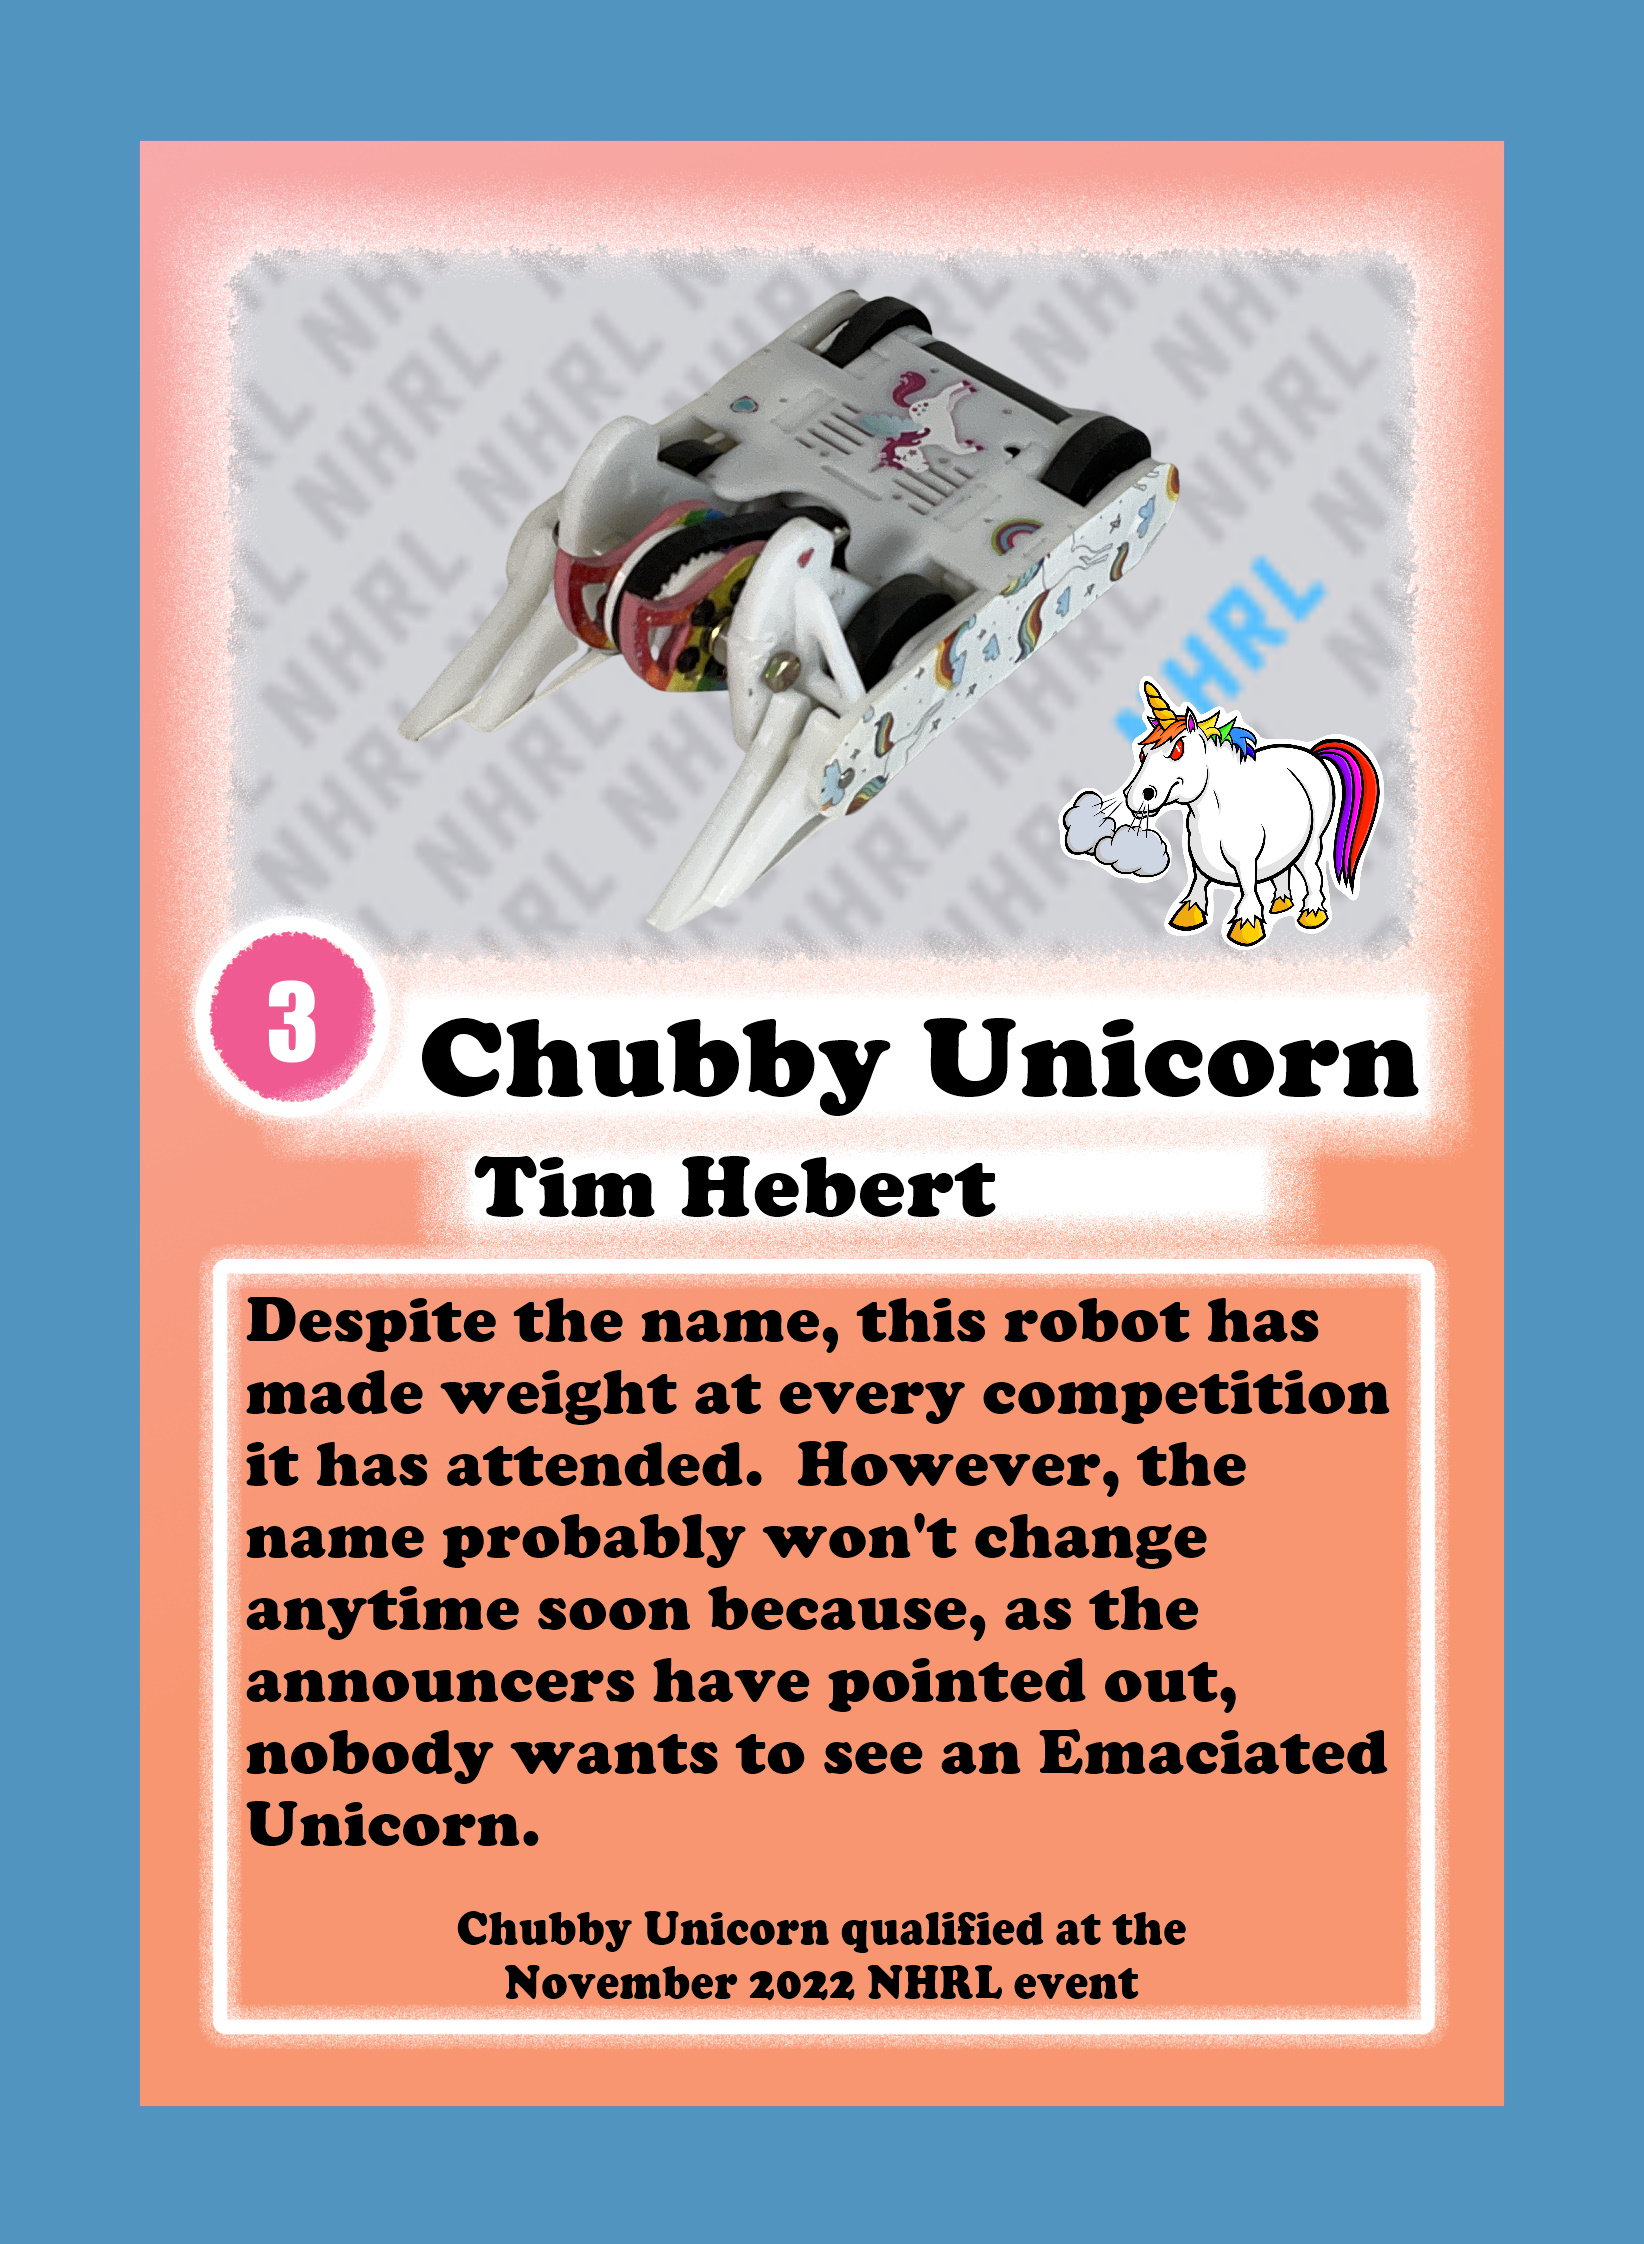 NHRL
3
Chubby Unicorn
Tim Hebert
Despite the name, this robot has
made weight at every competition
it has attended.  However, the
name probably won't change
anytime soon because, as the
announcers have pointed out,
nobody wants to see an Emaciated
Unicorn.
Chubby Unicorn qualified at the
November 2022 NHRL event